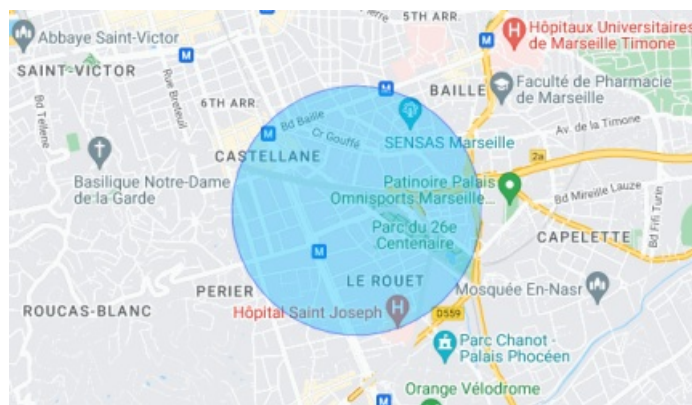 5TH ARR.
Abbaye Saint-Victor
M
H
Hôpitaux Universitaires
de Marseille Timone
SAINT-VICTOR
M
Rue Breteuil
M
BAILLE
Faculté de Pharmacie
de Marseille
6TH ARR.
Bd Tellene
Bd Baille
SENSAS Marseille
Av. de la Timone
M
Cr Gouffé
CASTELLANE
2a
Basilique Notre-Dame
de la Garde
Patinoire Palais
Omnisports Marseille...
Bd Mireille Lauze
Bd Fifi Turin
Parc du 26e
Centenaire
CAPELETTE
M
LE ROUET
PERIER
Mosquée En-Nasr
ROUCAS-BLANC
Hôpital Saint Joseph
H
D559
Parc Chanot -
Palais Phocéen
Orange Vélodrome
M